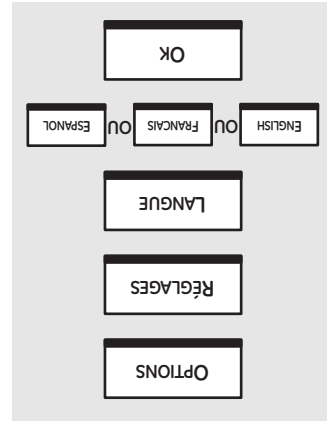 OPTIONS
RÉGLAGES
LANGUE
ENGLISH OU FRANCAIS OU ESPANOL
OK